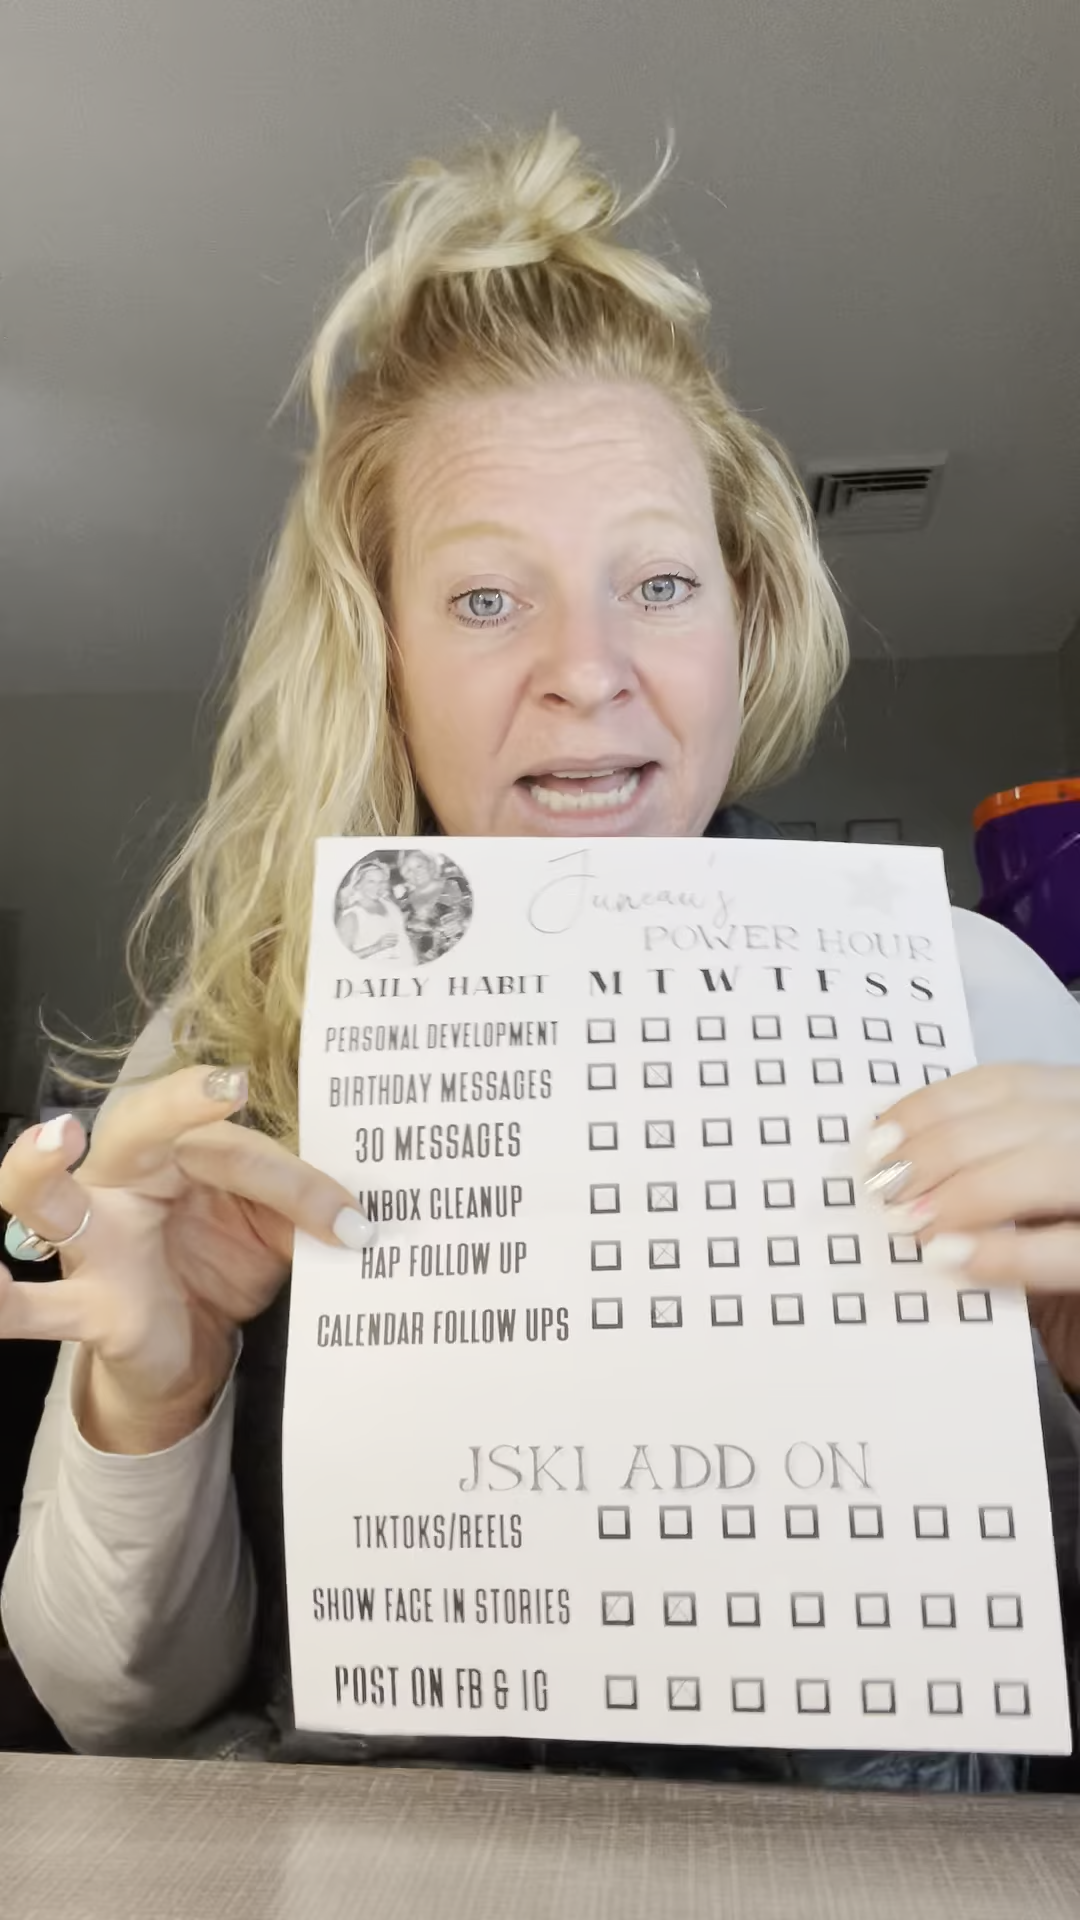 Juneau's
POWER HOUR
DAILY HABIT M T W T F S S
PERSONAL DEVELOPMENT
BIRTHDAY MESSAGES
30 MESSAGES
INBOX CLEANUP
HAP FOLLOW UP
CALENDAR FOLLOW UPS
JSKI ADD ON
TIKTOKS/REELS
SHOW FACE IN STORIES
POST ON FB & IG